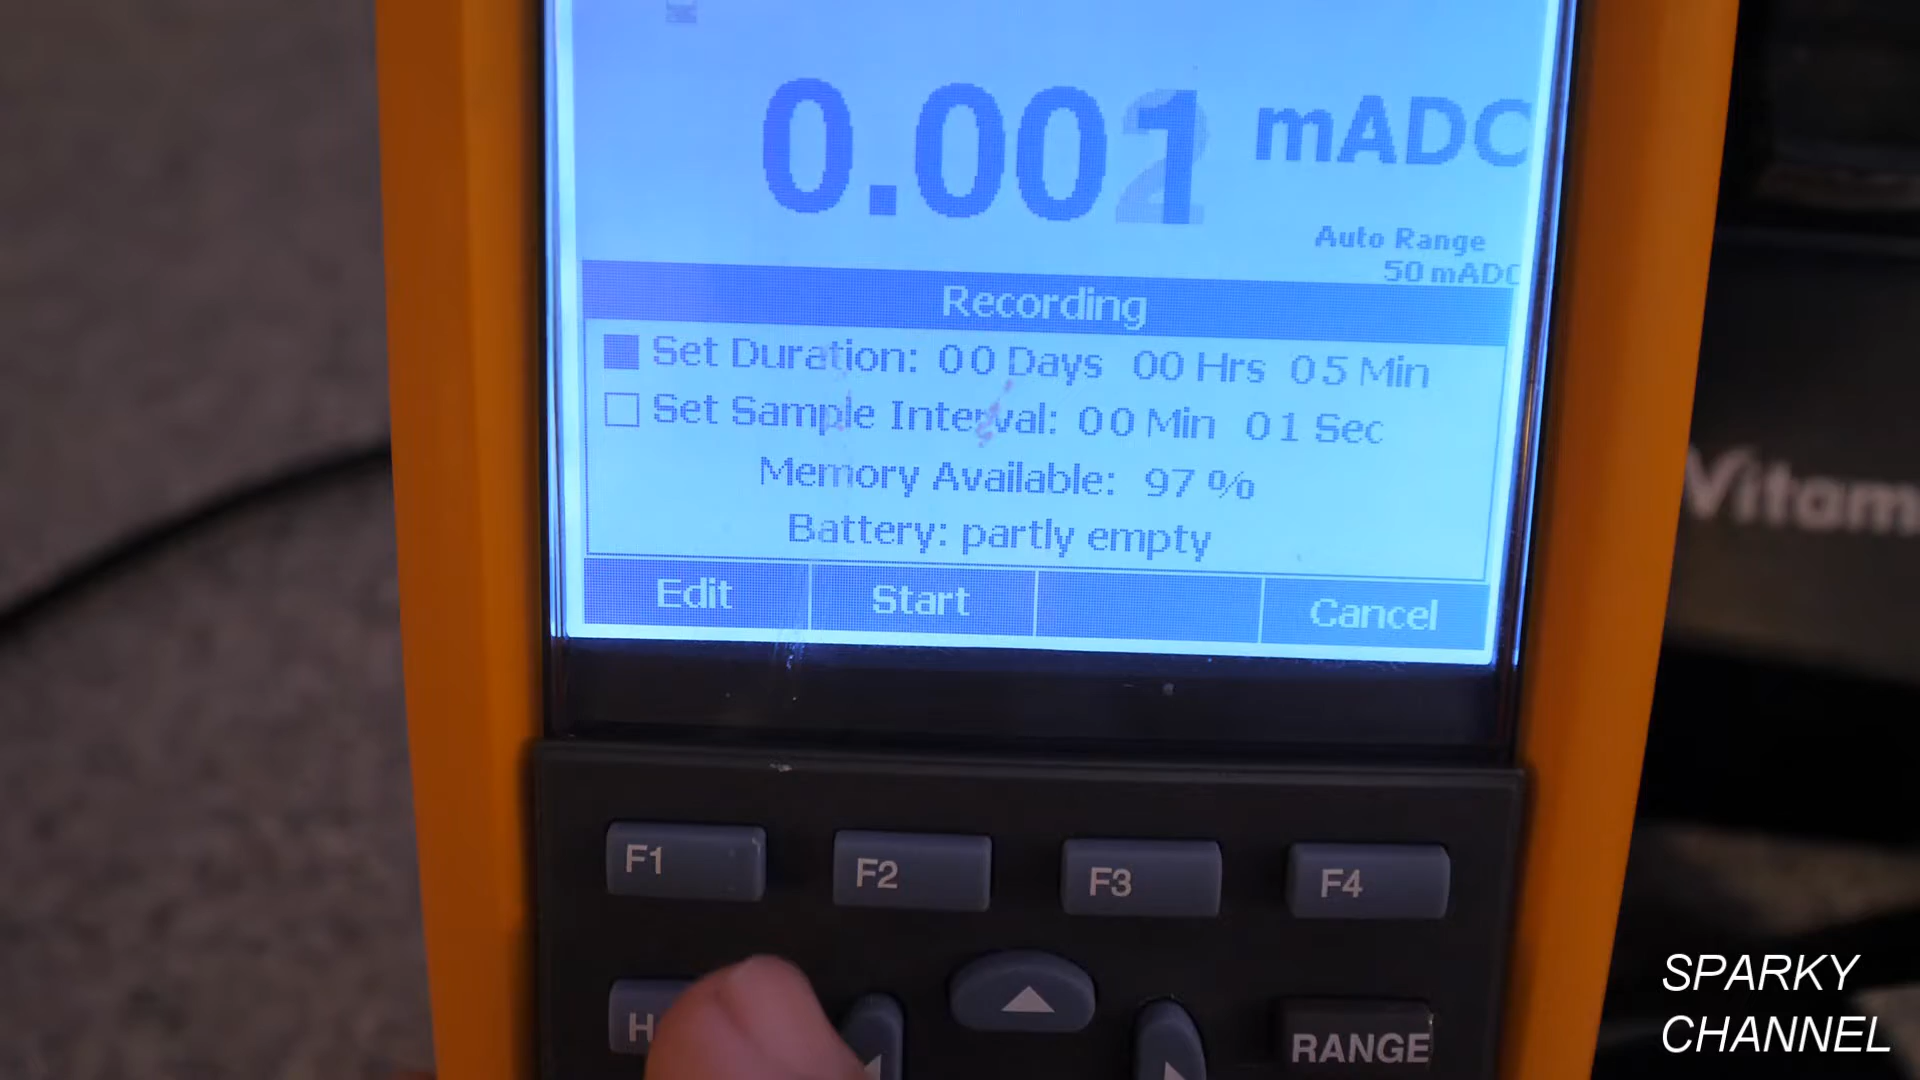 0.001 mADC
Auto Range
50 mADC
Recording
Set Duration: 00 Days 00 Hrs 05 Min
Set Sample Interval: 00 Min 01 Sec
Memory Available: 97 %
Battery: partly empty
Edit Start Cancel
F1 F2 F3 F4
H RANGE
Vitam
SPARKY
CHANNEL